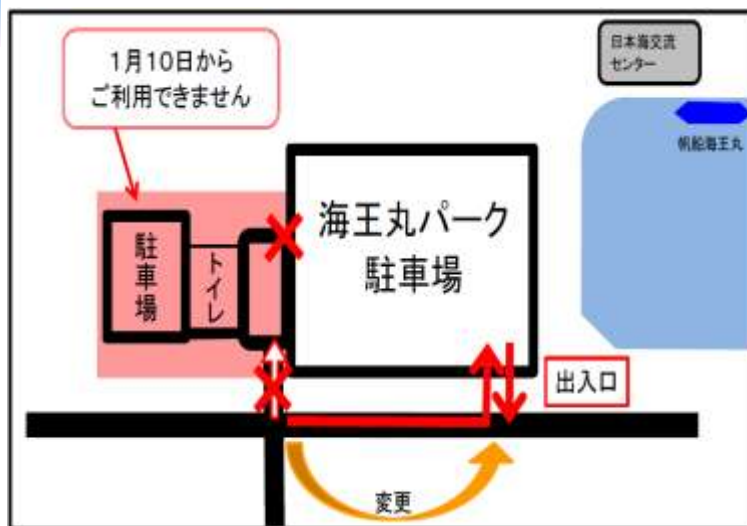 1月10日から
ご利用できません
日本海交流
センター
帆船海王丸
海王丸パーク
駐車場
駐車場
トイレ
出入口
変更